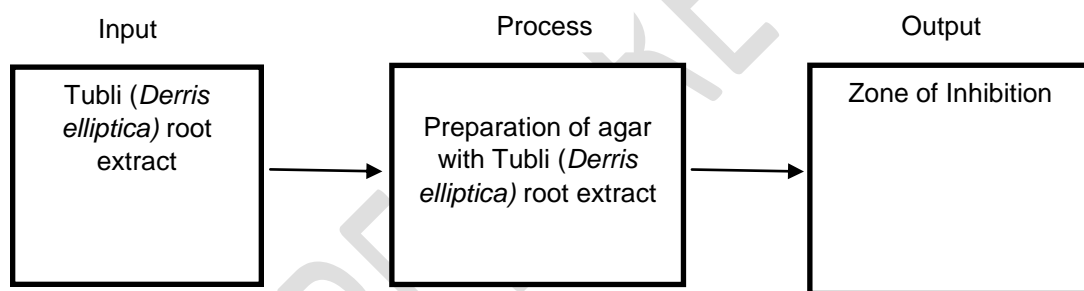 Input
Process
Output
Tubli (Derris
elliptica) root
extract
Preparation of agar
with Tubli (Derris
elliptica) root extract
Zone of Inhibition